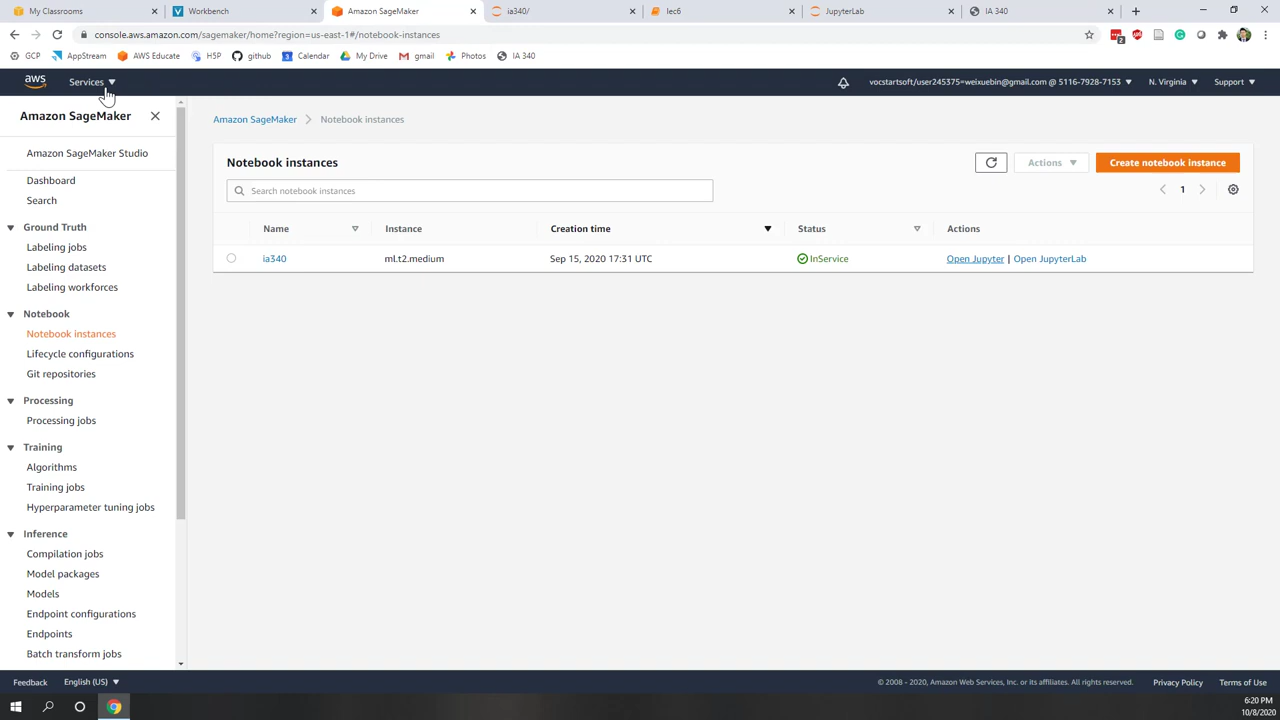 My Classrooms
Workbench
Amazon SageMaker
ia340/
lec6
JupyterLab
IA 340
console.aws.amazon.com/sagemaker/home?region=us-east-1#/notebook-instances
2
GCP
AppStream
AWS Educate
H5P
github
Calendar
My Drive
gmail
Photos
IA 340
aws
Services
vocstartsoft/user245375=weixuebin@gmail.com @ 5116-7928-7153
N. Virginia
Support
Amazon SageMaker
Amazon SageMaker Studio
Dashboard
Search
Ground Truth
Labeling jobs
Labeling datasets
Labeling workforces
Notebook
Notebook instances
Lifecycle configurations
Git repositories
Processing
Processing jobs
Training
Algorithms
Training jobs
Hyperparameter tuning jobs
Inference
Compilation jobs
Model packages
Models
Endpoint configurations
Endpoints
Batch transform jobs
Amazon SageMaker
Notebook instances
Notebook instances
Actions
Create notebook instance
Search notebook instances
1
Name
Instance
Creation time
Status
Actions
ia340
ml.t2.medium
Sep 15, 2020 17:31 UTC
InService
Open Jupyter | Open JupyterLab
Feedback
English (US)
© 2008 - 2020, Amazon Web Services, Inc. or its affiliates. All rights reserved.
Privacy Policy
Terms of Use
6:20 PM
10/8/2020